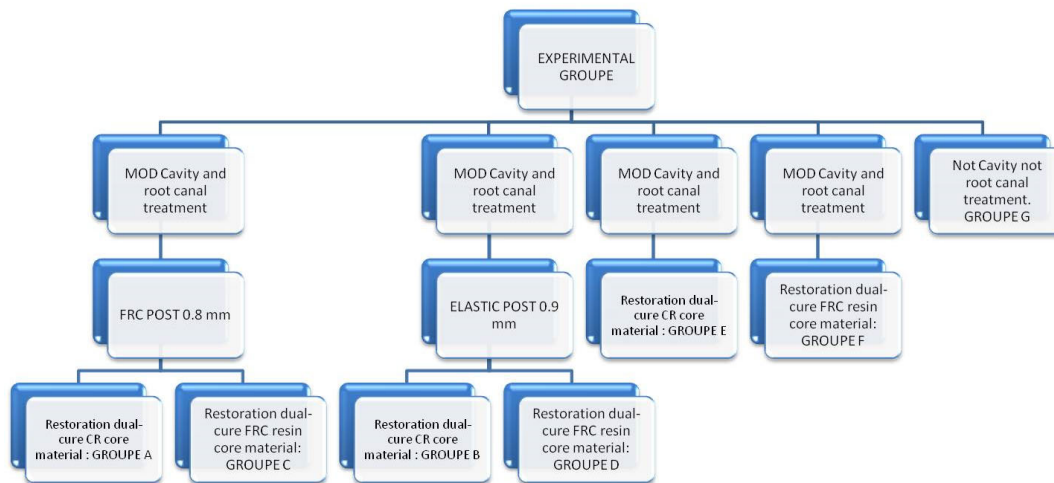 EXPERIMENTAL
GROUPE
MOD Cavity and
root canal
treatment
MOD Cavity and
root canal
treatment
MOD Cavity and
root canal
treatment
MOD Cavity and
root canal
treatment
Not Cavity not
root canal
treatment.
GROUPE G
FRC POST 0.8 mm
ELASTIC POST 0.9
mm
Restoration dual-
cure CR core
material : GROUPE E
Restoration dual-
cure FRC resin
core material:
GROUPE F
Restoration dual-
cure CR core
material : GROUPE A
Restoration dual-
cure FRC resin
core material:
GROUPE C
Restoration dual-
cure CR core
material : GROUPE B
Restoration dual-
cure FRC resin
core material:
GROUPE D